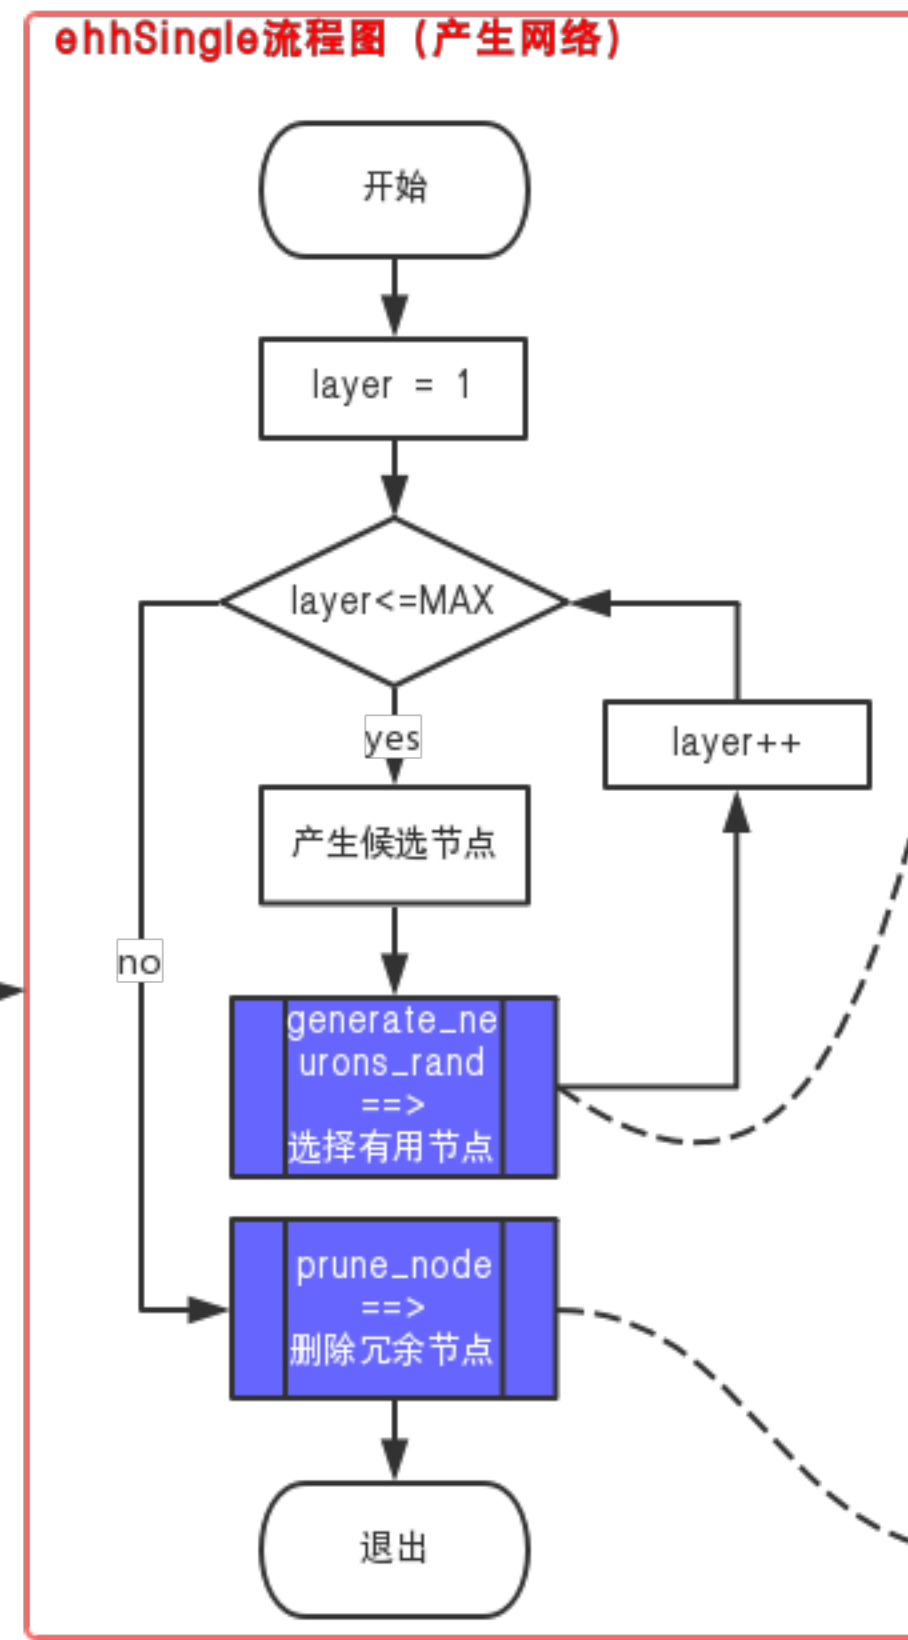 ehhSingle流程图（产生网络）
开始
layer = 1
layer<=MAX
yes
layer++
产生候选节点
no
generate_ne
urons_rand
==>
选择有用节点
prune_node
==>
删除冗余节点
退出